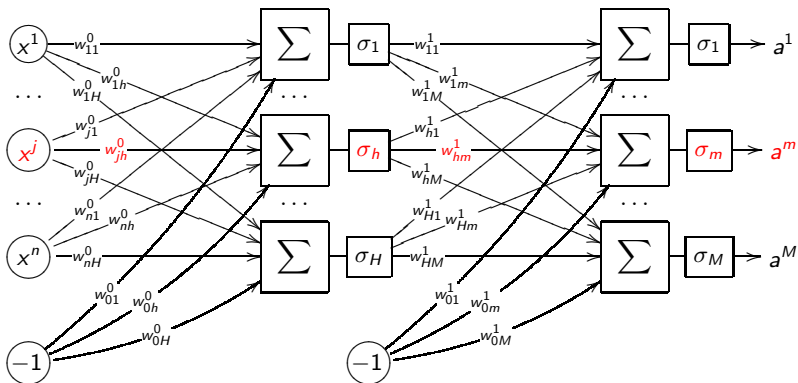 x^1 w^0_{11} ∑ σ_1 w^1_{11} ∑ σ_1 a^1
w^0_{1h} w^1_{1m}
w^0_{1H} w^1_{1M}
... ... ...
w^0_{j1} w^1_{h1}
x^j w^0_{jh} ∑ σ_h w^1_{hm} ∑ σ_m a^m
w^0_{jH} w^1_{hM}
... ... ...
w^0_{n1} w^0_{nh} w^1_{H1} w^1_{Hm}
x^n w^0_{nH} ∑ σ_H w^1_{HM} ∑ σ_M a^M
w^0_{01} w^0_{0h} w^1_{01} w^1_{0m}
w^0_{0H} w^1_{0M}
−1 −1